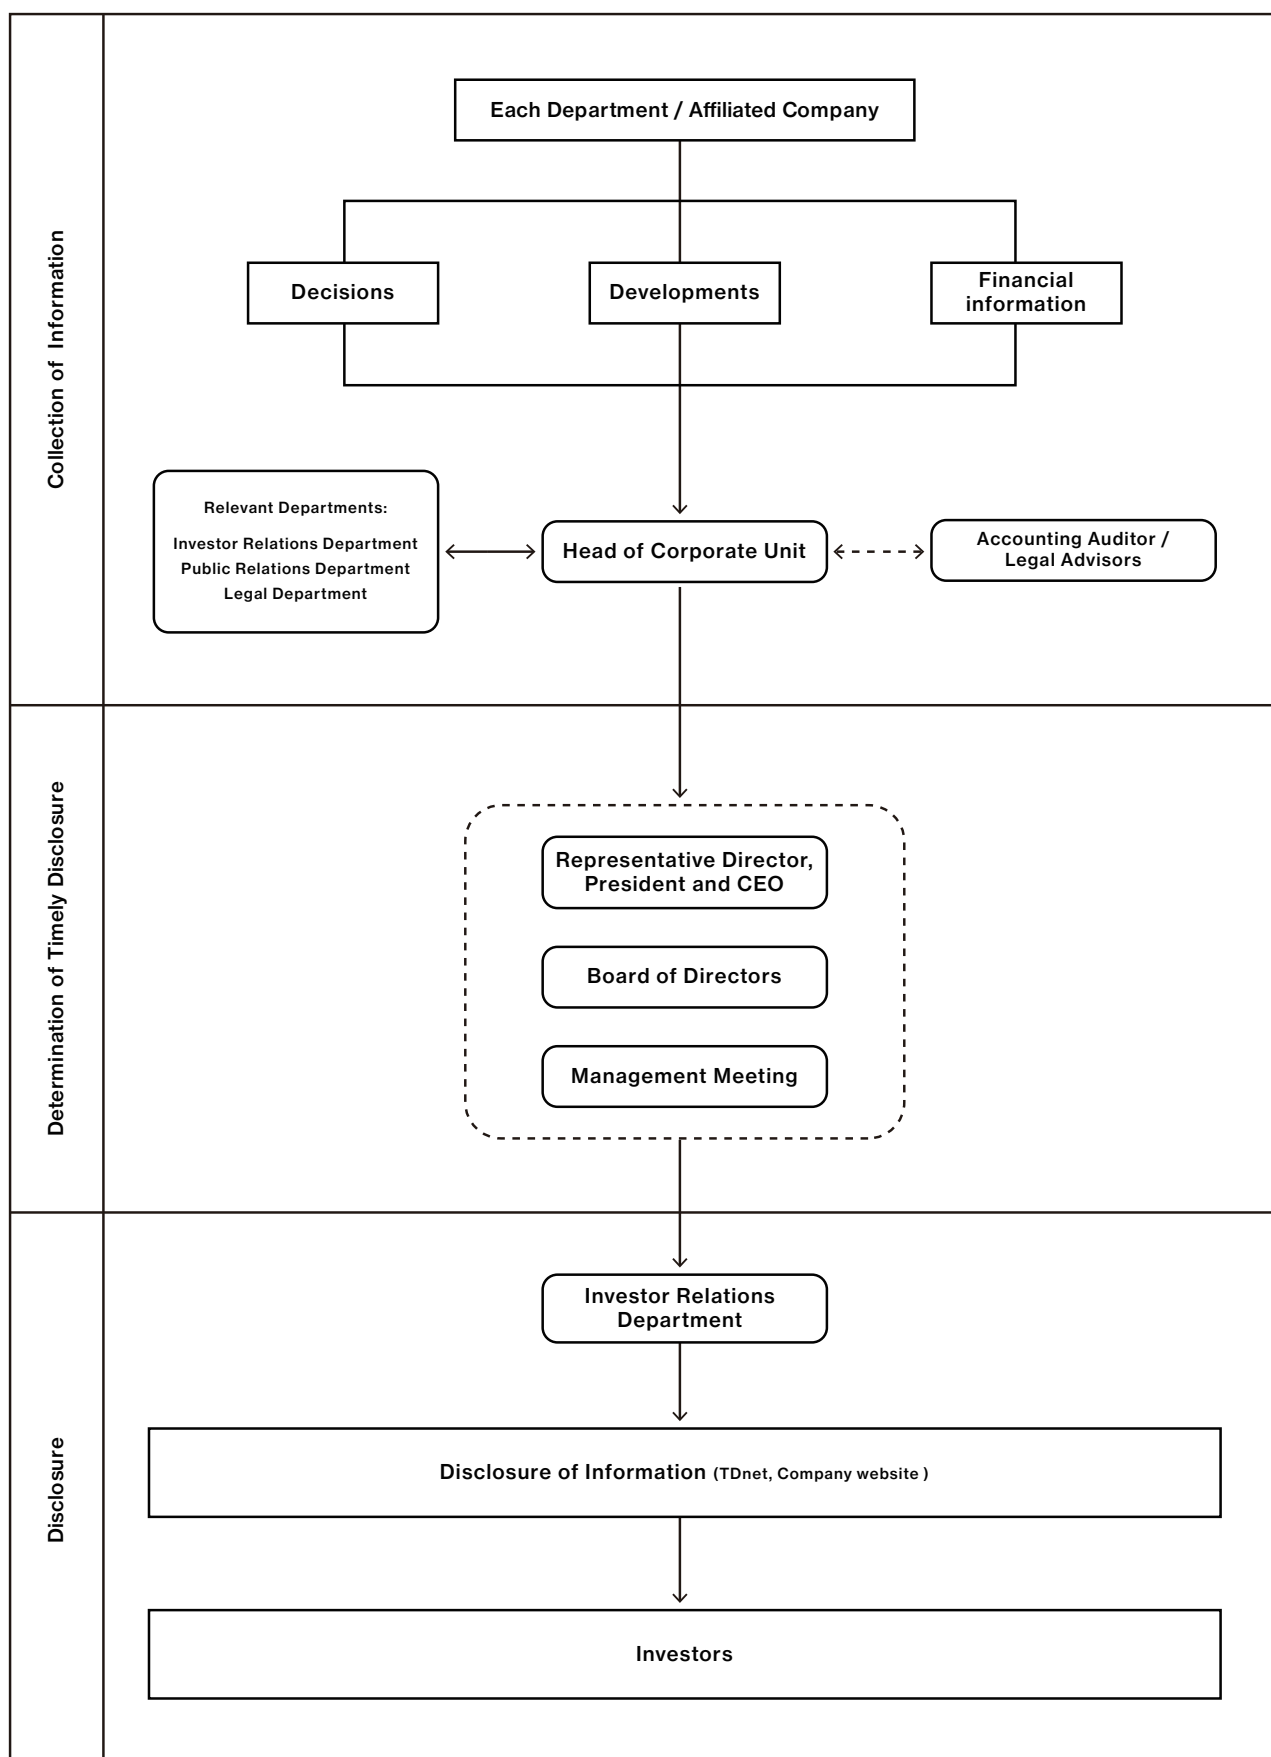 Collection of Information
Each Department / Affiliated Company
Decisions
Developments
Financial
information
Relevant Departments:
Investor Relations Department
Public Relations Department
Legal Department
Head of Corporate Unit
Accounting Auditor /
Legal Advisors
Determination of Timely Disclosure
Representative Director,
President and CEO
Board of Directors
Management Meeting
Disclosure
Investor Relations
Department
Disclosure of Information (TDnet, Company website )
Investors